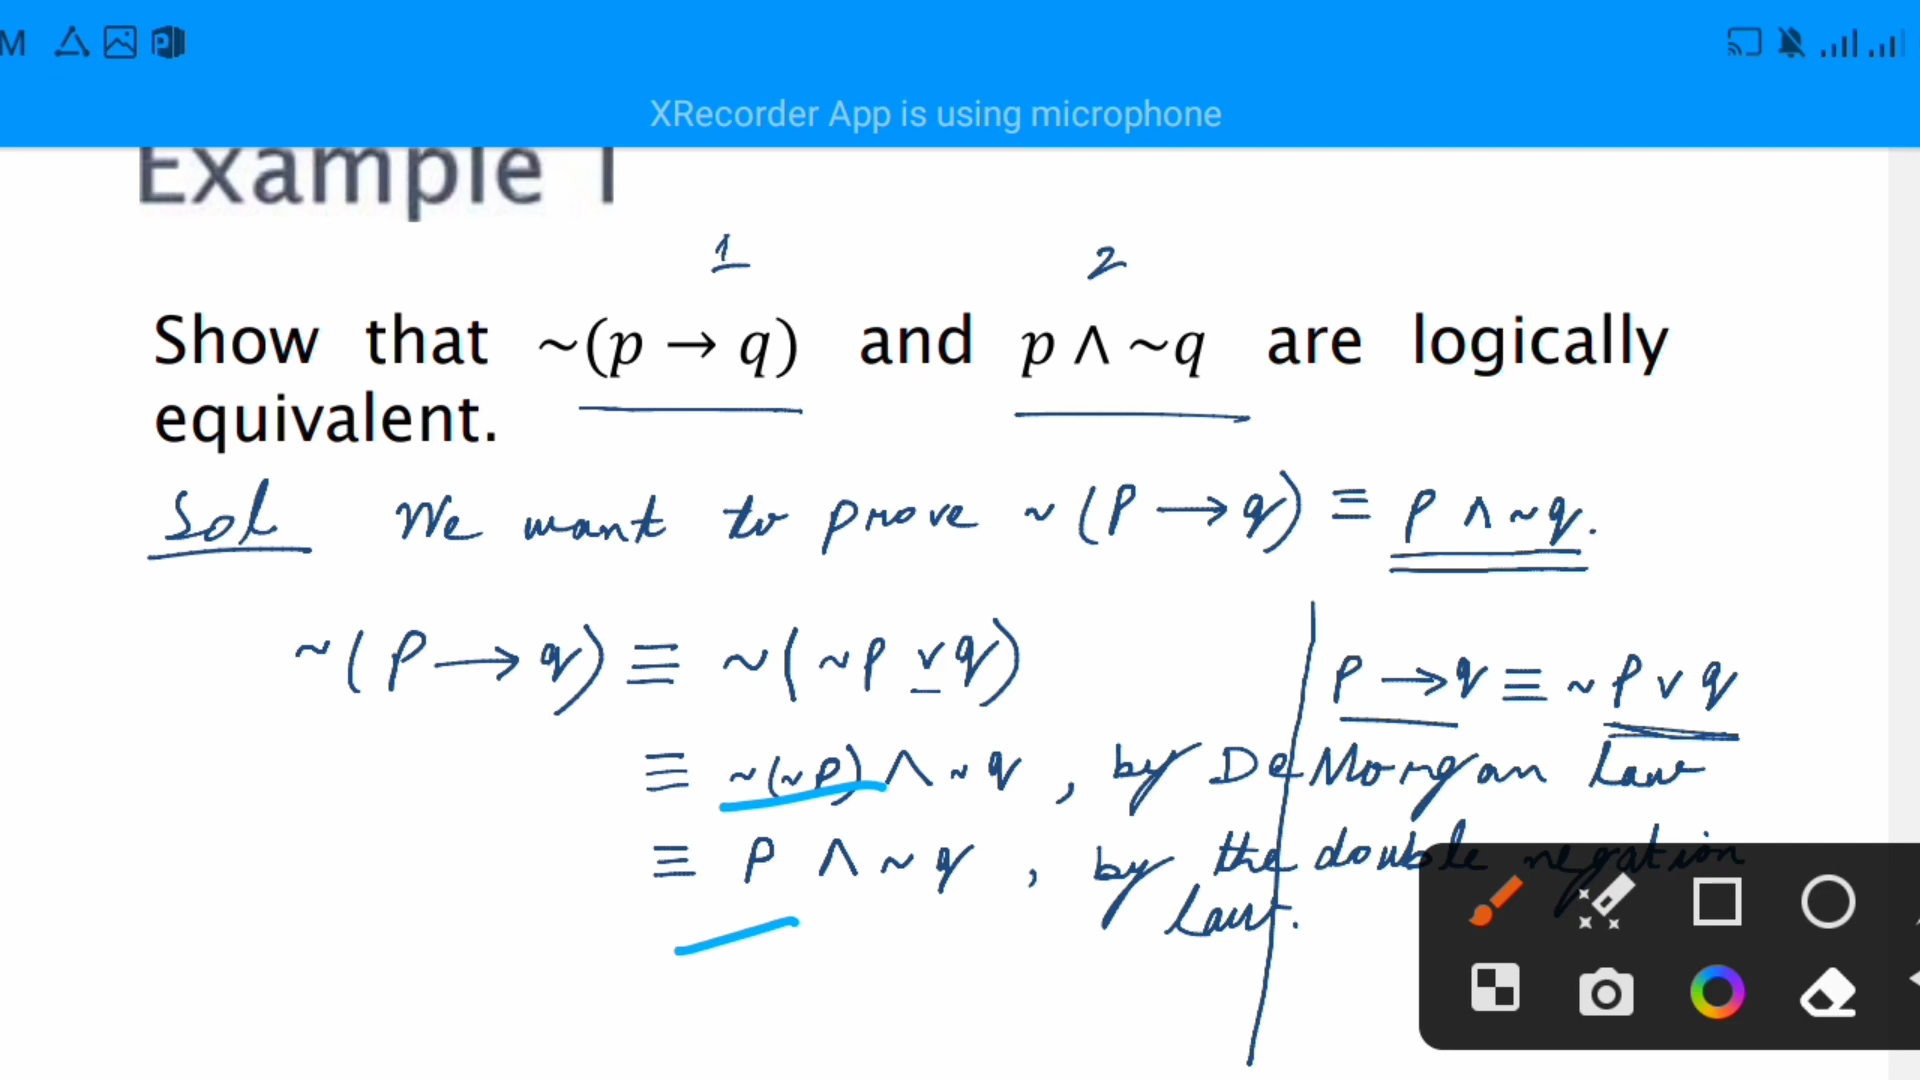 M
XRecorder App is using microphone
Example 1
1 2
Show that ~(p → q) and p ∧ ~q are logically
equivalent.
Sol We want to prove ~(P → q) ≡ P ∧ ~q.
~(P → q) ≡ ~(~P ∨ q)
P → q ≡ ~P ∨ q
≡ ~(~P) ∧ ~q , by De Morgan Law
≡ P ∧ ~q , by the double negation
Law.